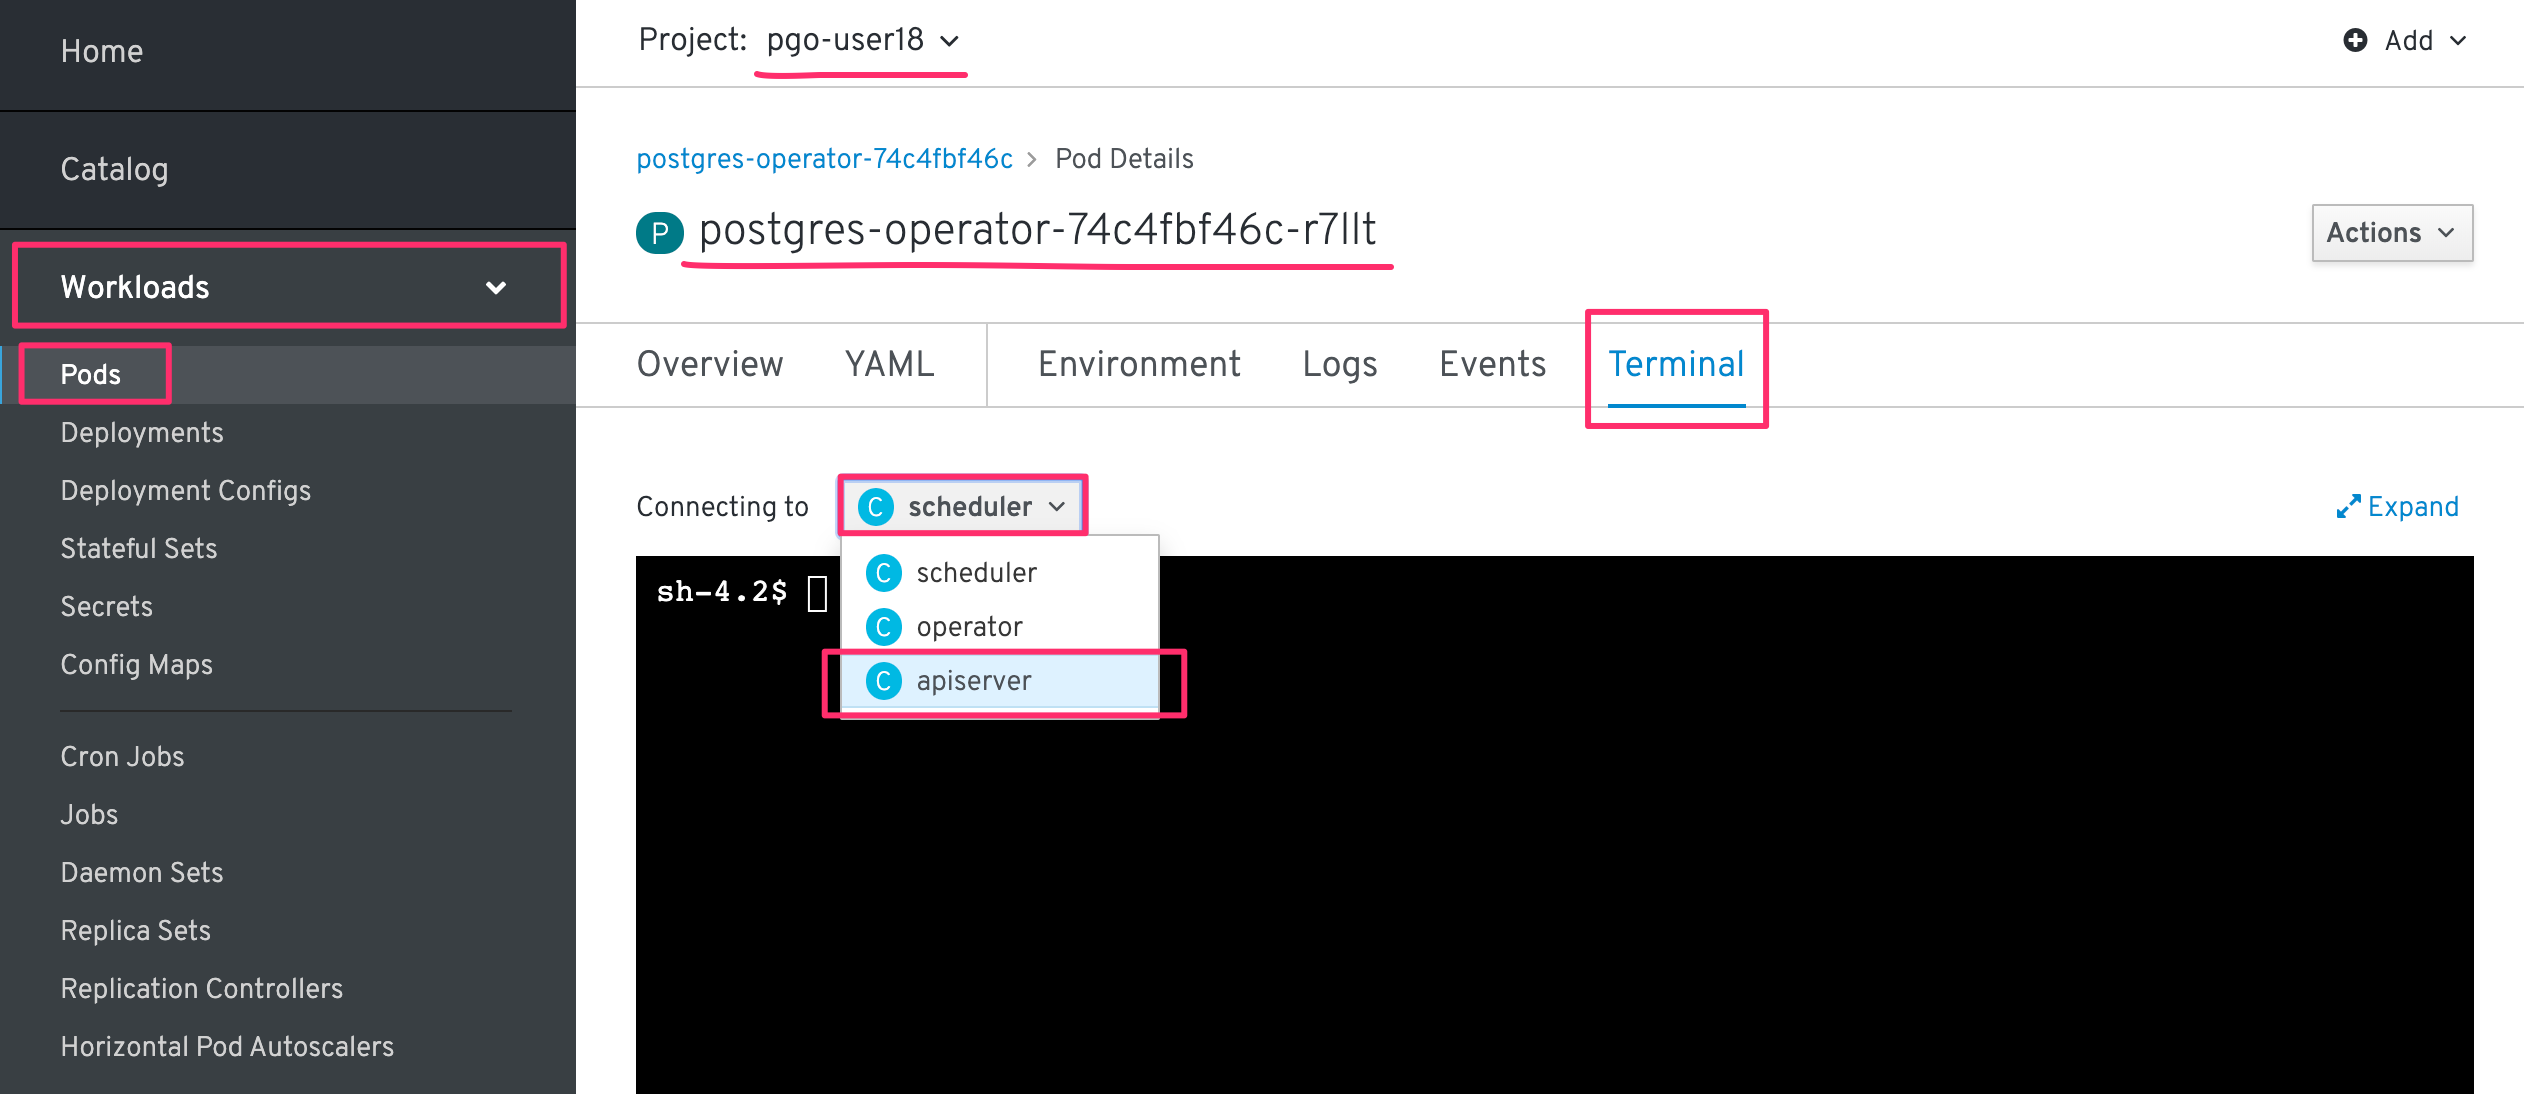 Home
Catalog
Workloads
Pods
Deployments
Deployment Configs
Stateful Sets
Secrets
Config Maps
Cron Jobs
Jobs
Daemon Sets
Replica Sets
Replication Controllers
Horizontal Pod Autoscalers
Project: pgo-user18
Add
postgres-operator-74c4fbf46c > Pod Details
P postgres-operator-74c4fbf46c-r7llt
Actions
Overview YAML Environment Logs Events Terminal
Connecting to C scheduler
Expand
C scheduler
C operator
C apiserver
sh-4.2$